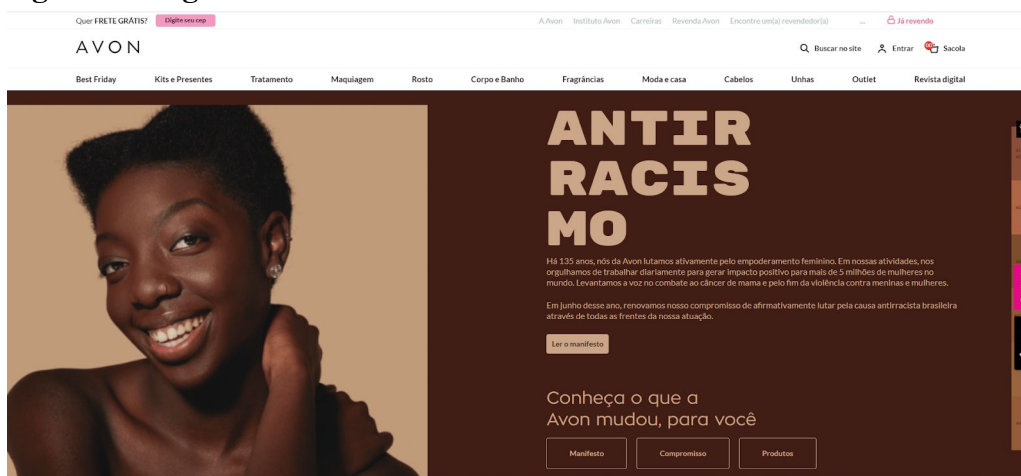 Quer FRETE GRÁTIS? Digite seu cep A Avon Instituto Avon Carreiras Revenda Avon Encontre um(a) revendedor(a) ... Já revendo
AVON Buscar no site Entrar Sacola
Best Friday Kits e Presentes Tratamento Maquiagem Rosto Corpo e Banho Fragrâncias Moda e casa Cabelos Unhas Outlet Revista digital
ANTIR
RACIS
MO
Há 135 anos, nós da Avon lutamos ativamente pelo empoderamento feminino. Em nossas atividades, nos
orgulhamos de trabalhar diariamente para gerar impacto positivo para mais de 5 milhões de mulheres no
mundo. Levantamos a voz no combate ao câncer de mama e pelo fim da violência contra meninas e mulheres.
Em junho desse ano, renovamos nosso compromisso de afirmativamente lutar pela causa antirracista brasileira
através de todas as frentes da nossa atuação.
Ler o manifesto
Conheça o que a
Avon mudou, para você
Manifesto Compromisso Produtos